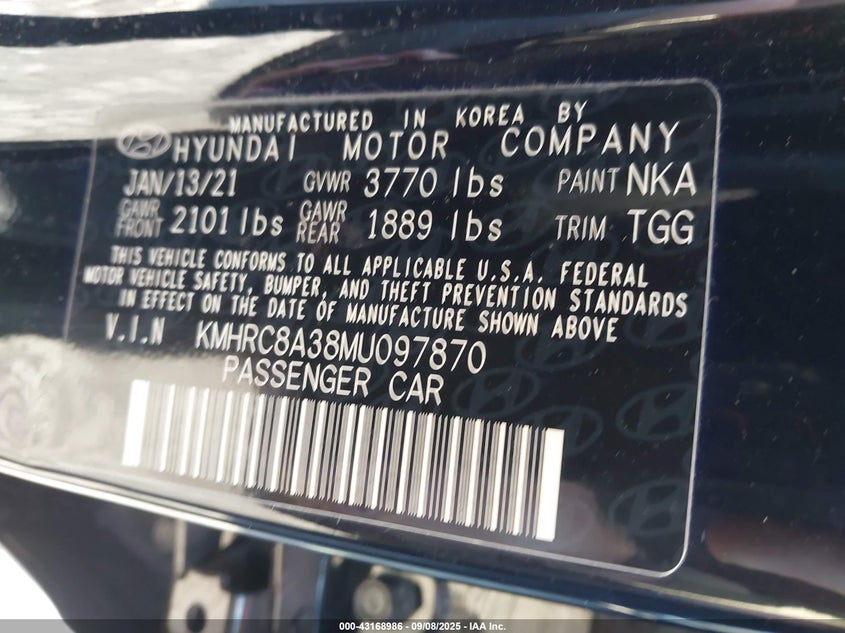 MANUFACTURED IN KOREA BY
HYUNDAI MOTOR COMPANY
JAN/13/21 GVWR 3770 lbs PAINT NKA
GAWR FRONT 2101 lbs GAWR REAR 1889 lbs TRIM TGG
THIS VEHICLE CONFORMS TO ALL APPLICABLE U.S.A. FEDERAL
MOTOR VEHICLE SAFETY, BUMPER, AND THEFT PREVENTION STANDARDS
IN EFFECT ON THE DATE OF MANUFACTURE SHOWN ABOVE
V.I.N KMHRC8A38MU097870
PASSENGER CAR
000-43168986 - 09/08/2025 - IAA Inc.